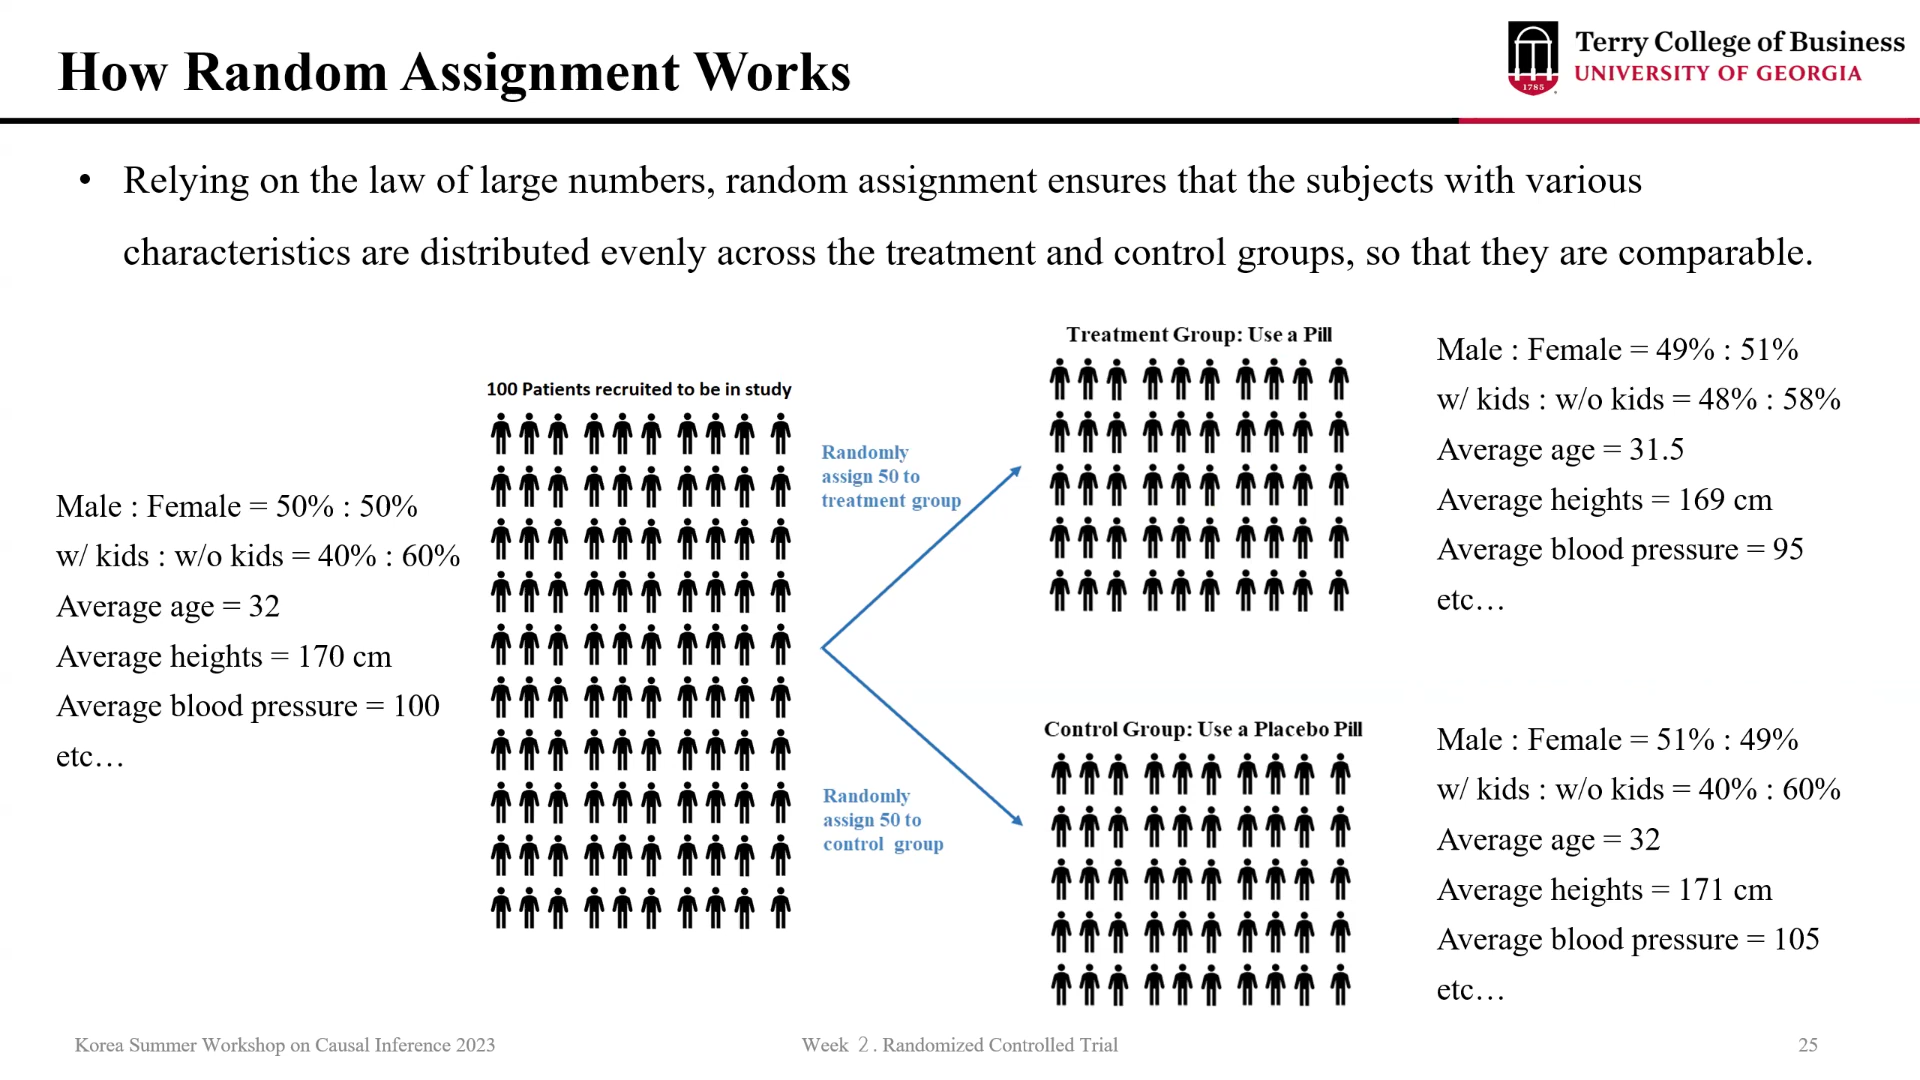 How Random Assignment Works
Terry College of Business
UNIVERSITY OF GEORGIA
1785
• Relying on the law of large numbers, random assignment ensures that the subjects with various
characteristics are distributed evenly across the treatment and control groups, so that they are comparable.
100 Patients recruited to be in study
Male : Female = 50% : 50%
w/ kids : w/o kids = 40% : 60%
Average age = 32
Average heights = 170 cm
Average blood pressure = 100
etc…
Randomly
assign 50 to
treatment group
Randomly
assign 50 to
control group
Treatment Group: Use a Pill
Male : Female = 49% : 51%
w/ kids : w/o kids = 48% : 58%
Average age = 31.5
Average heights = 169 cm
Average blood pressure = 95
etc…
Control Group: Use a Placebo Pill
Male : Female = 51% : 49%
w/ kids : w/o kids = 40% : 60%
Average age = 32
Average heights = 171 cm
Average blood pressure = 105
etc…
Korea Summer Workshop on Causal Inference 2023
Week 2. Randomized Controlled Trial
25